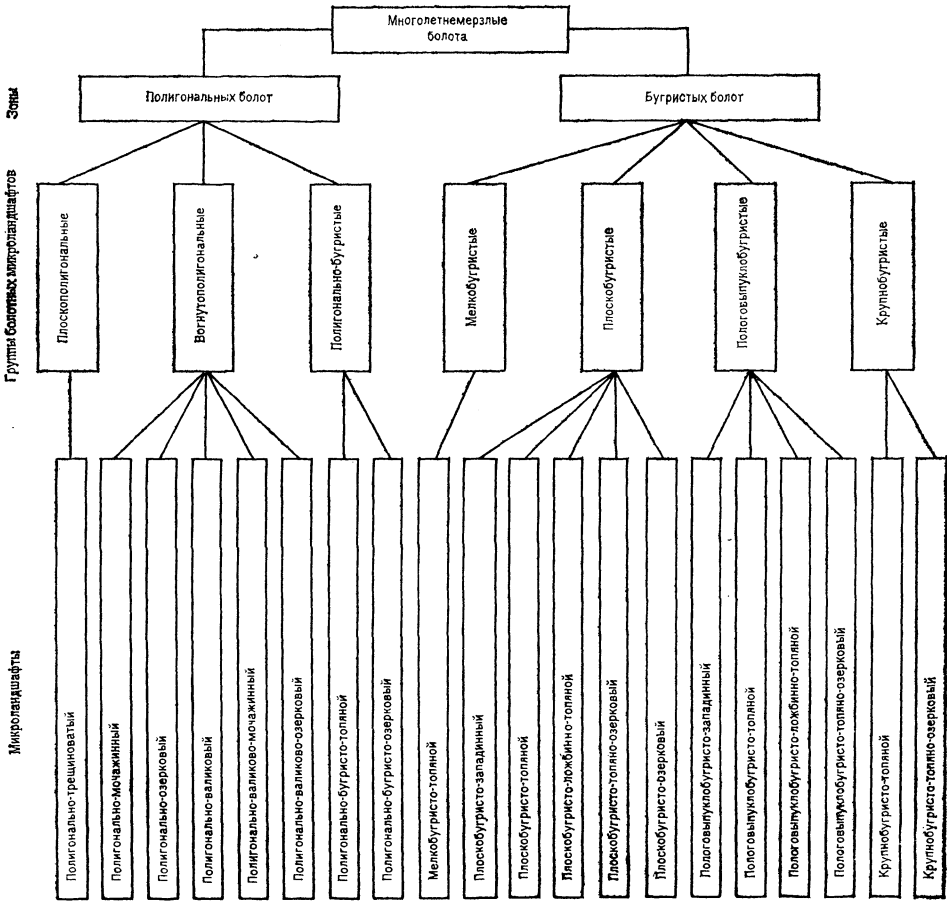 Многолетнемерзлые
болота
Зоны
Полигональных болот
Бугристых болот
Группы болотных микроландшафтов
Плоскополигональные
Вогнутополигональные
Полигонально-бугристые
Мелкобугристые
Плоскобугристые
Пологовыпуклобугристые
Крупнобугристые
Микроландшафты
Полигонально-трещиноватый
Полигонально-мочажинный
Полигонально-озерковый
Полигонально-валиковый
Полигонально-валиково-мочажинный
Полигонально-валиково-озерковый
Полигонально-бугристо-топяной
Полигонально-бугристо-озерковый
Мелкобугристо-топяной
Плоскобугристо-западинный
Плоскобугристо-топяной
Плоскобугристо-ложбинно-топяной
Плоскобугристо-топяно-озерковый
Плоскобугристо-озерковый
Пологовыпуклобугристо-западинный
Пологовыпуклобугристо-топяной
Пологовыпуклобугристо-ложбинно-топяной
Пологовыпуклобугристо-топяно-озерковый
Крупнобугристо-топяной
Крупнобугристо-топяно-озерковый